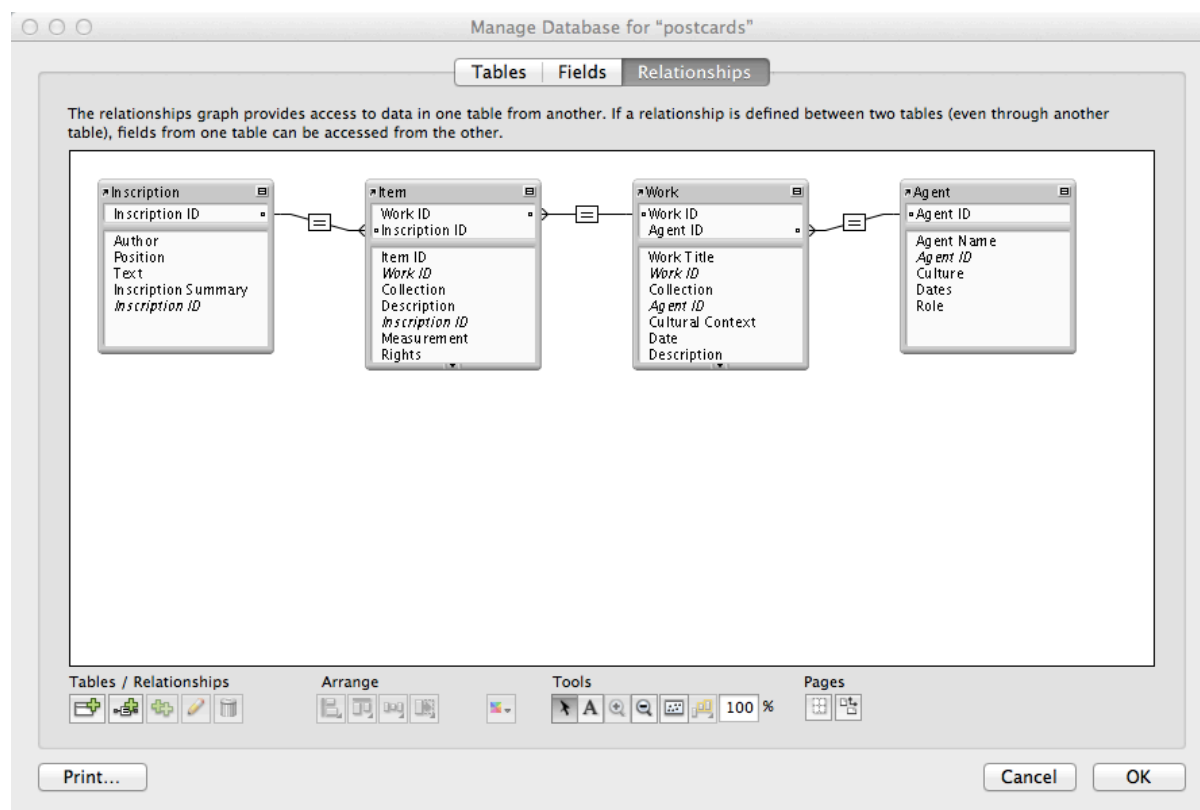 Manage Database for “postcards”
Tables Fields Relationships
The relationships graph provides access to data in one table from another. If a relationship is defined between two tables (even through another
table), fields from one table can be accessed from the other.
Inscription
Inscription ID
Author
Position
Text
Inscription Summary
Inscription ID
Item
Work ID
Inscription ID
Item ID
Work ID
Collection
Description
Inscription ID
Measurement
Rights
Work
Work ID
Agent ID
Work Title
Work ID
Collection
Agent ID
Cultural Context
Date
Description
Agent
Agent ID
Agent Name
Agent ID
Culture
Dates
Role
Tables / Relationships Arrange Tools Pages
A 100 %
Print... Cancel OK